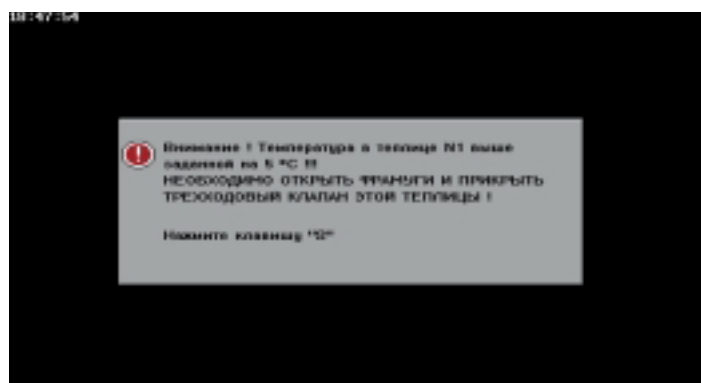 18:47:54
Внимание ! Температура в теплице N1 выше
заданной на 5 °C !!!
НЕОБХОДИМО ОТКРЫТЬ ФРАМУГИ И ПРИКРЫТЬ
ТРЕХХОДОВЫЙ КЛАПАН ЭТОЙ ТЕПЛИЦЫ !
Нажмите клавишу